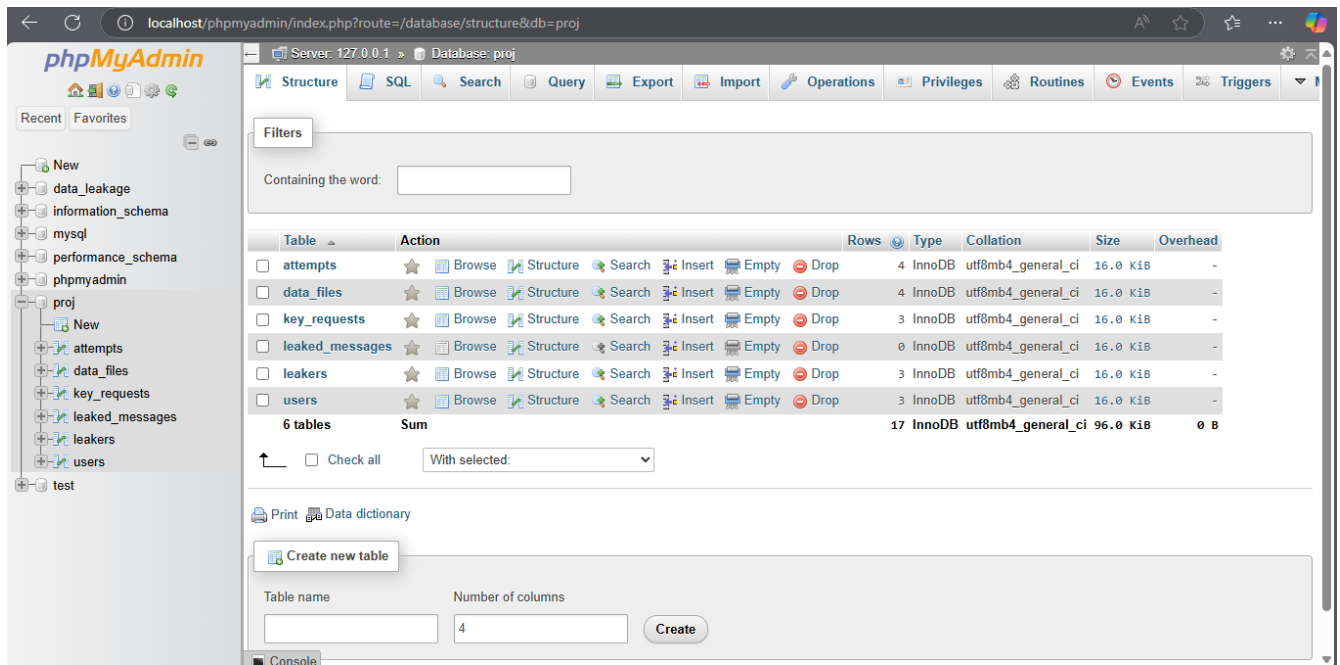 localhost/phpmyadmin/index.php?route=/database/structure&db=proj
phpMyAdmin
Recent Favorites
New
data_leakage
information_schema
mysql
performance_schema
phpmyadmin
proj
New
attempts
data_files
key_requests
leaked_messages
leakers
users
test
Server: 127.0.0.1 » Database: proj
Structure SQL Search Query Export Import Operations Privileges Routines Events Triggers
Filters
Containing the word:
Table Action Rows Type Collation Size Overhead
attempts Browse Structure Search Insert Empty Drop 4 InnoDB utf8mb4_general_ci 16.0 KiB -
data_files Browse Structure Search Insert Empty Drop 4 InnoDB utf8mb4_general_ci 16.0 KiB -
key_requests Browse Structure Search Insert Empty Drop 3 InnoDB utf8mb4_general_ci 16.0 KiB -
leaked_messages Browse Structure Search Insert Empty Drop 0 InnoDB utf8mb4_general_ci 16.0 KiB -
leakers Browse Structure Search Insert Empty Drop 3 InnoDB utf8mb4_general_ci 16.0 KiB -
users Browse Structure Search Insert Empty Drop 3 InnoDB utf8mb4_general_ci 16.0 KiB -
6 tables Sum 17 InnoDB utf8mb4_general_ci 96.0 KiB 0 B
Check all With selected:
Print Data dictionary
Create new table
Table name Number of columns
4 Create
Console